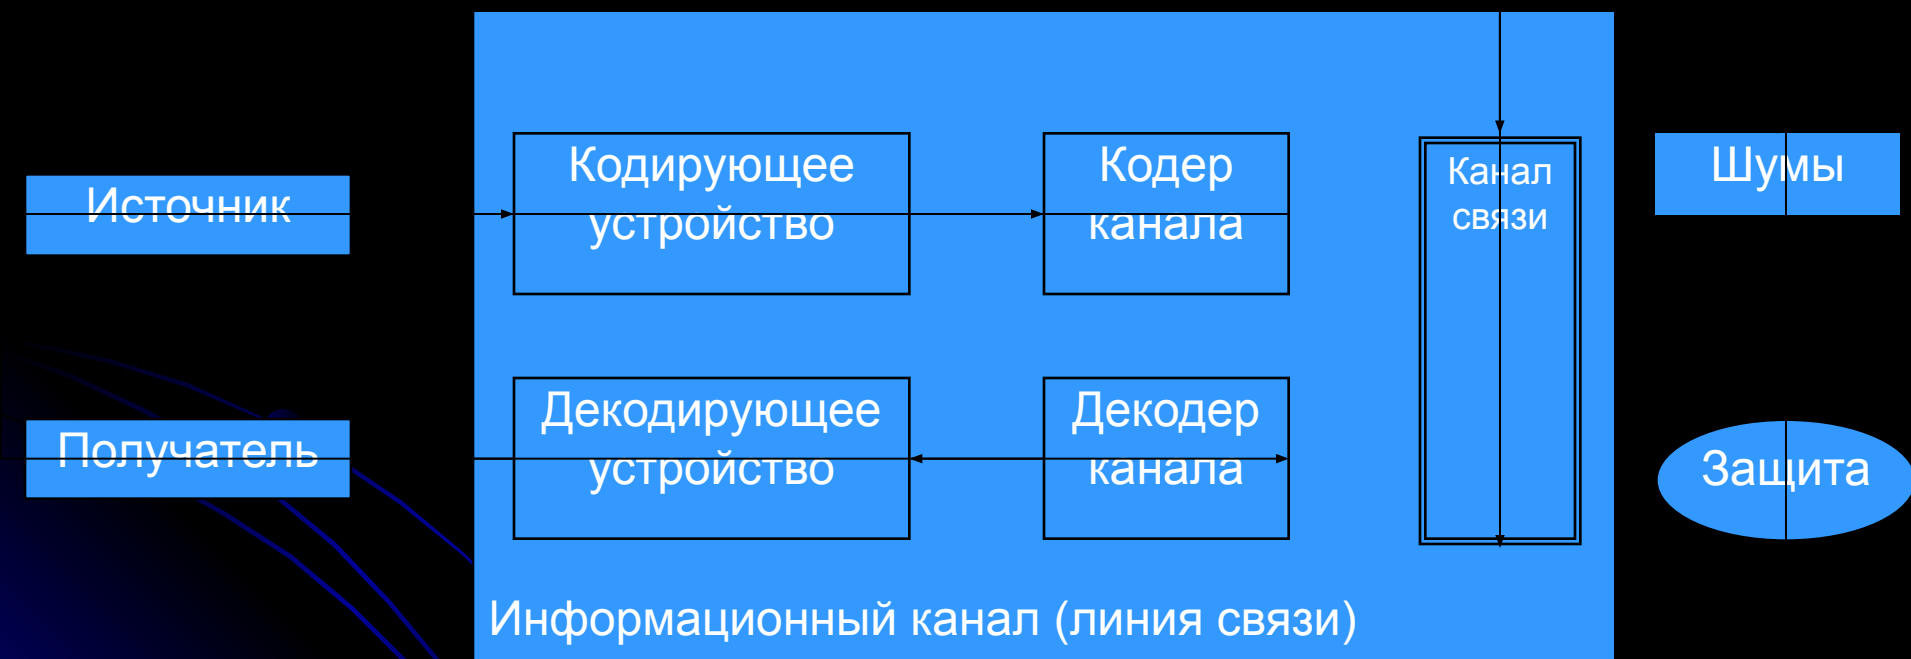 Источник
Кодирующее
устройство
Кодер
канала
Канал
связи
Шумы
Получатель
Декодирующее
устройство
Декодер
канала
Защита
Информационный канал (линия связи)